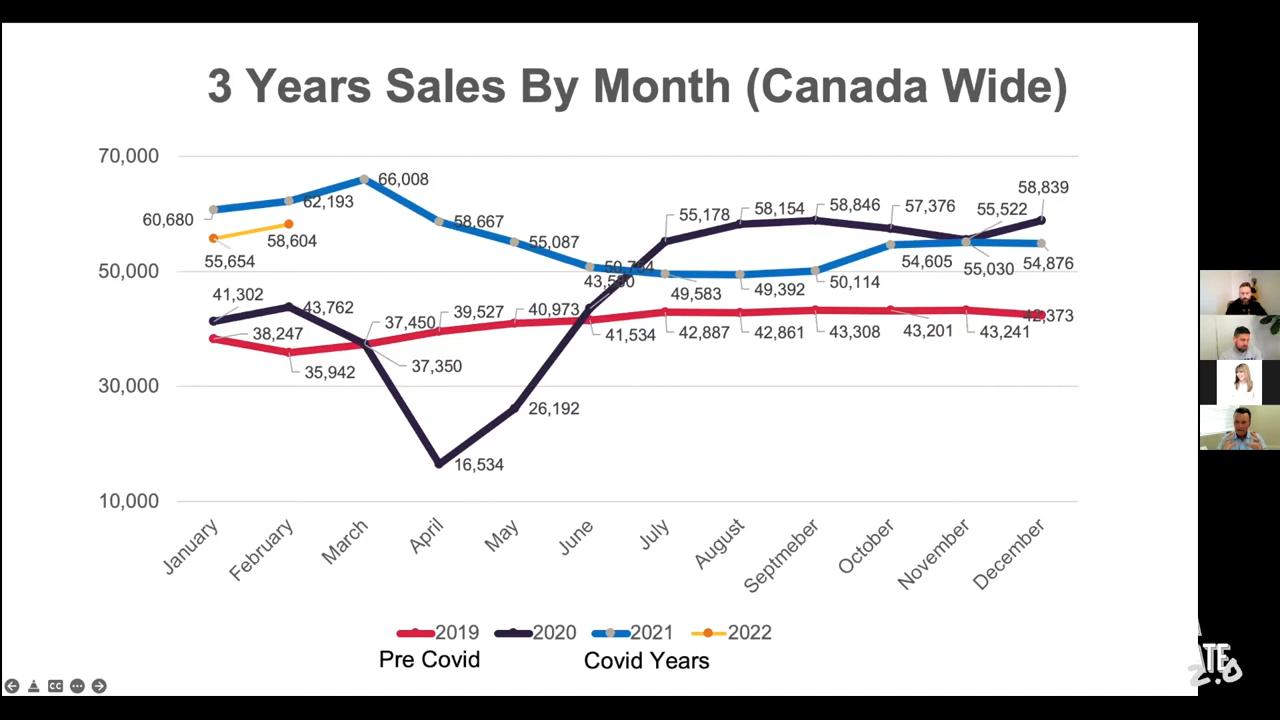 3 Years Sales By Month (Canada Wide)
70,000
50,000
30,000
10,000
60,680
62,193
66,008
58,667
55,087
49,583
49,392
50,114
54,605
55,030
54,876
55,654
58,604
41,302
43,762
37,350
16,534
26,192
55,178
58,154
58,846
57,376
55,522
58,839
38,247
35,942
37,450
39,527
40,973
41,534
42,887
42,861
43,308
43,201
43,241
42,373
January
February
March
April
May
June
July
August
Septmeber
October
November
December
2019 2020 2021 2022
Pre Covid Covid Years
CC
2.0